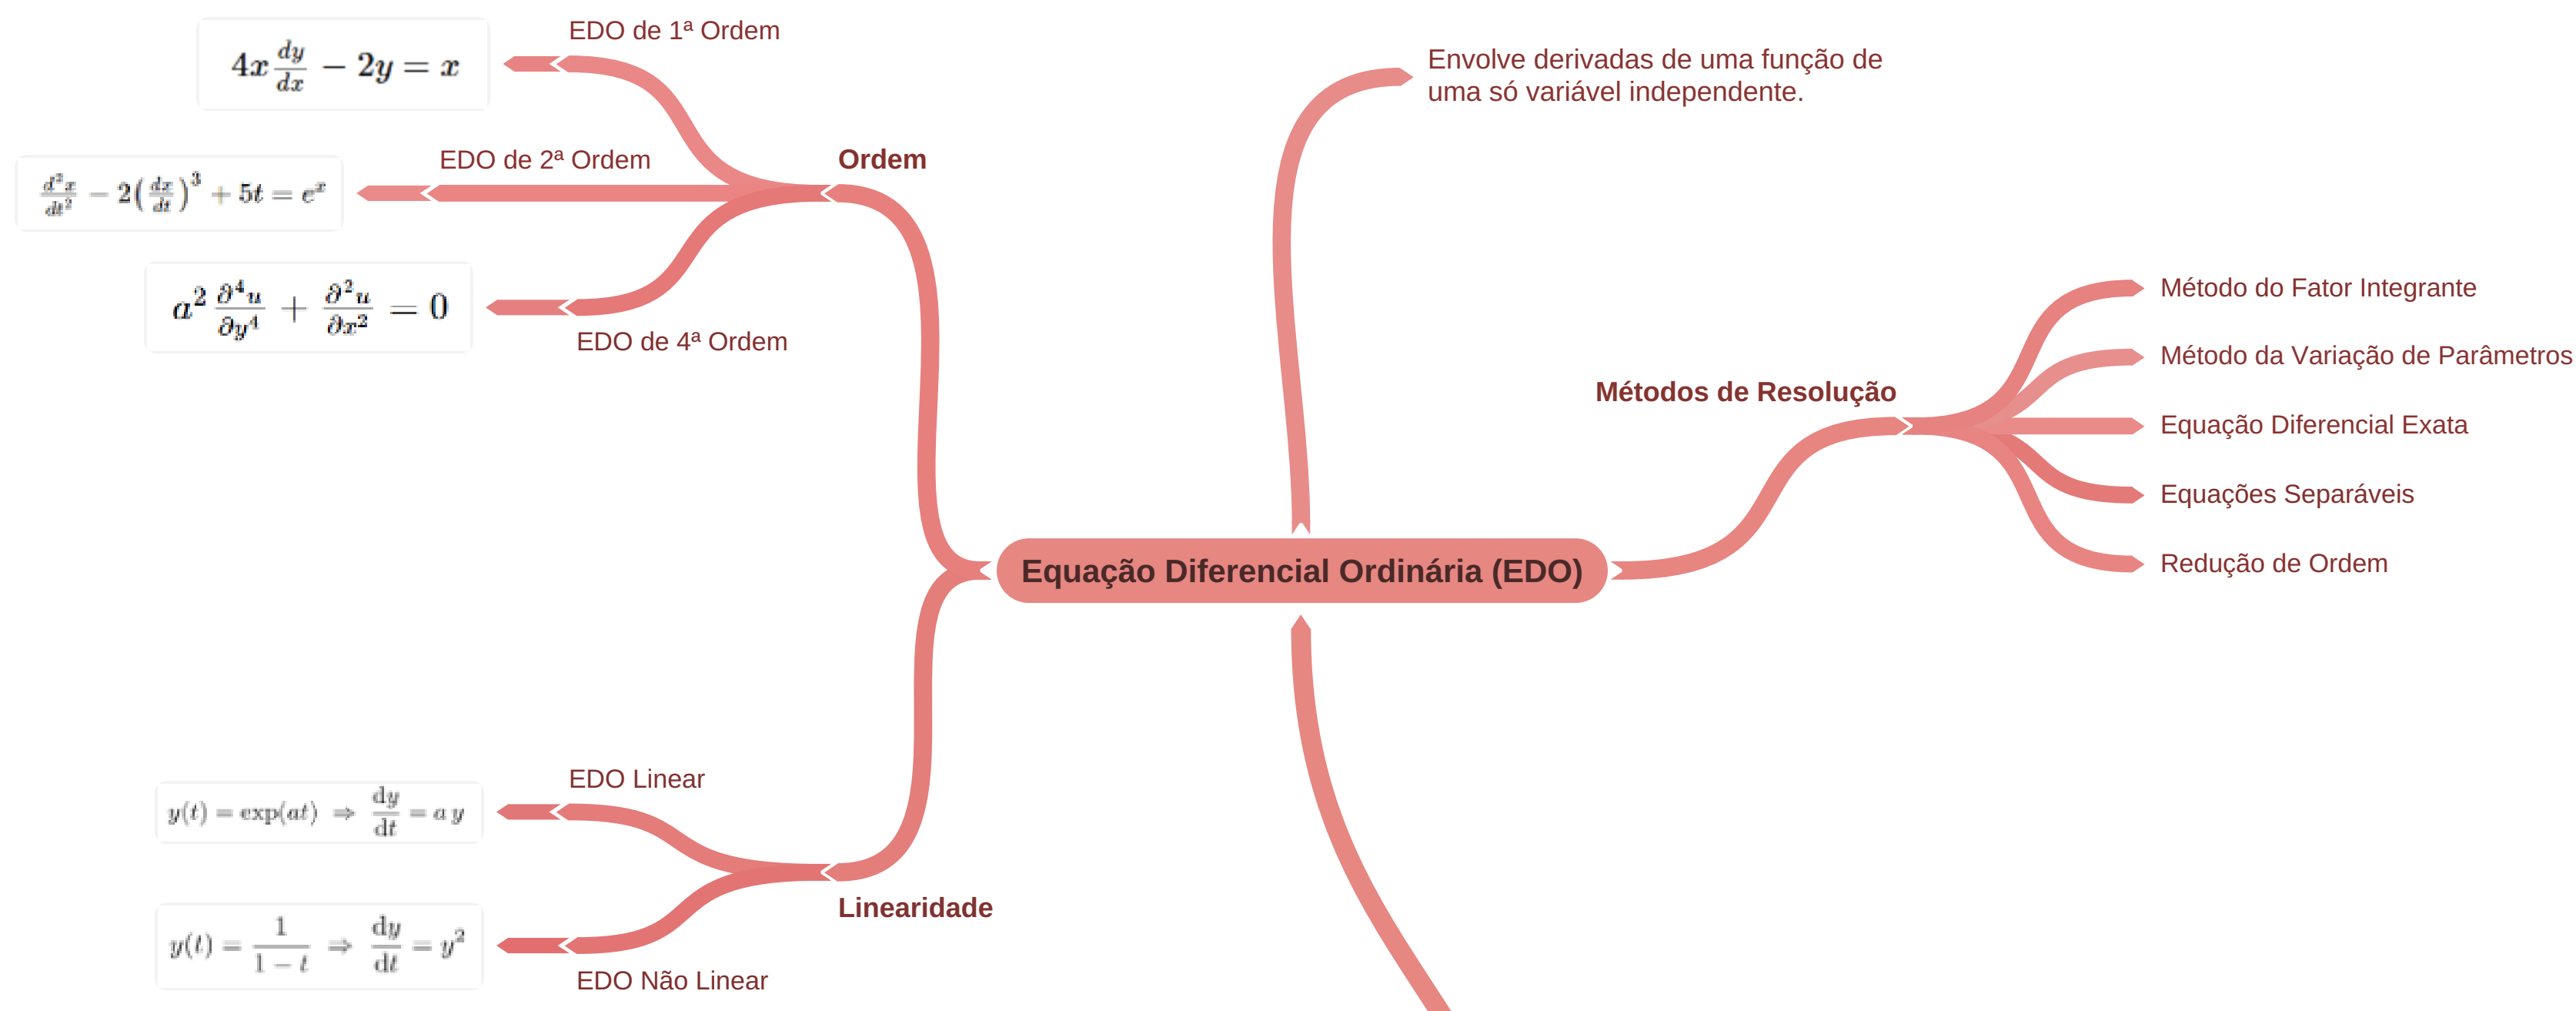 EDO de 1ª Ordem
4x dy/dx − 2y = x
EDO de 2ª Ordem
d²x/dt² − 2(dx/dt)³ + 5t = eˣ
Ordem
a² ∂⁴u/∂y⁴ + ∂²u/∂x² = 0
EDO de 4ª Ordem
Envolve derivadas de uma função de
uma só variável independente.
Métodos de Resolução
Método do Fator Integrante
Método da Variação de Parâmetros
Equação Diferencial Exata
Equações Separáveis
Redução de Ordem
Equação Diferencial Ordinária (EDO)
EDO Linear
y(t) = exp(at) ⇒ dy/dt = a y
Linearidade
y(t) = 1/(1 − t) ⇒ dy/dt = y²
EDO Não Linear